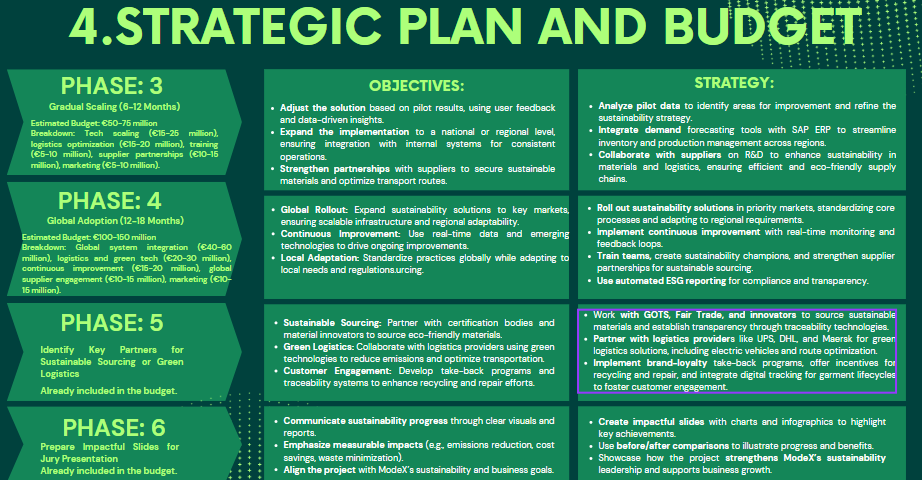 4.STRATEGIC PLAN AND BUDGET
PHASE: 3
Gradual Scaling (6-12 Months)
Estimated Budget: €50-75 million
Breakdown: Tech scaling (€15-25 million),
logistics optimization (€15-20 million), training
(€5-10 million), supplier partnerships (€10-15
million), marketing (€5-10 million).
OBJECTIVES:
• Adjust the solution based on pilot results, using user feedback
and data-driven insights.
• Expand the implementation to a national or regional level,
ensuring integration with internal systems for consistent
operations.
• Strengthen partnerships with suppliers to secure sustainable
materials and optimize transport routes.
STRATEGY:
• Analyze pilot data to identify areas for improvement and refine the
sustainability strategy.
• Integrate demand forecasting tools with SAP ERP to streamline
inventory and production management across regions.
• Collaborate with suppliers on R&D to enhance sustainability in
materials and logistics, ensuring efficient and eco-friendly supply
chains.
PHASE: 4
Global Adoption (12-18 Months)
Estimated Budget: €100-150 million
Breakdown: Global system integration (€40-60
million), logistics and green tech (€20-30 million),
continuous improvement (€15-20 million), global
supplier engagement (€10-15 million), marketing (€10-
15 million).
• Global Rollout: Expand sustainability solutions to key markets,
ensuring scalable infrastructure and regional adaptability.
• Continuous Improvement: Use real-time data and emerging
technologies to drive ongoing improvements.
• Local Adaptation: Standardize practices globally while adapting to
local needs and regulations.urcing.
• Roll out sustainability solutions in priority markets, standardizing core
processes and adapting to regional requirements.
• Implement continuous improvement with real-time monitoring and
feedback loops.
• Train teams, create sustainability champions, and strengthen supplier
partnerships for sustainable sourcing.
• Use automated ESG reporting for compliance and transparency.
PHASE: 5
Identify Key Partners for
Sustainable Sourcing or Green
Logistics
Already included in the budget.
• Sustainable Sourcing: Partner with certification bodies and
material innovators to source eco-friendly materials.
• Green Logistics: Collaborate with logistics providers using green
technologies to reduce emissions and optimize transportation.
• Customer Engagement: Develop take-back programs and
traceability systems to enhance recycling and repair efforts.
• Work with GOTS, Fair Trade, and innovators to source sustainable
materials and establish transparency through traceability technologies.
• Partner with logistics providers like UPS, DHL, and Maersk for green
logistics solutions, including electric vehicles and route optimization.
• Implement brand-loyalty take-back programs, offer incentives for
recycling and repair, and integrate digital tracking for garment lifecycles
to foster customer engagement.
PHASE: 6
Prepare Impactful Slides for
Jury Presentation
Already included in the budget.
• Communicate sustainability progress through clear visuals and
reports.
• Emphasize measurable impacts (e.g., emissions reduction, cost
savings, waste minimization).
• Align the project with ModeX's sustainability and business goals.
• Create impactful slides with charts and infographics to highlight
key achievements.
• Use before/after comparisons to illustrate progress and benefits.
• Showcase how the project strengthens ModeX's sustainability
leadership and supports business growth.